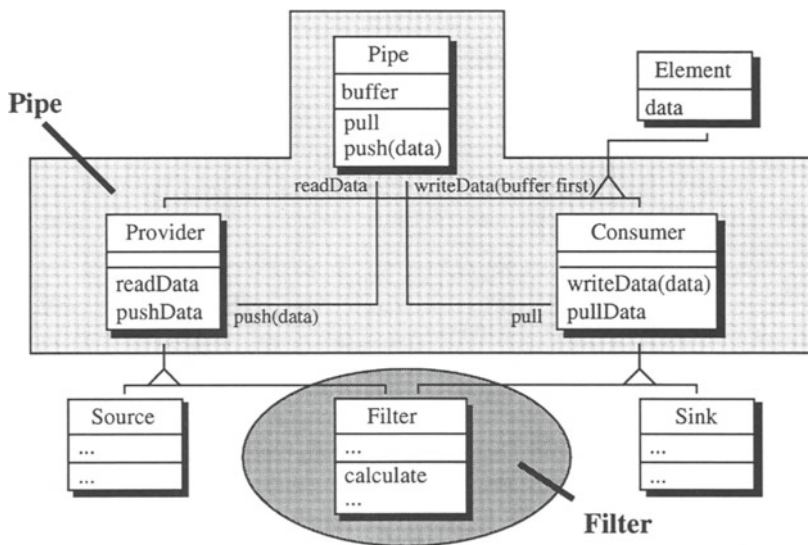 Pipe
buffer
pull
push(data)
Element
data
Pipe
readData
writeData(buffer first)
Provider
readData
pushData
Consumer
writeData(data)
pullData
push(data)
pull
Source
...
...
Filter
...
calculate
...
Sink
...
...
Filter